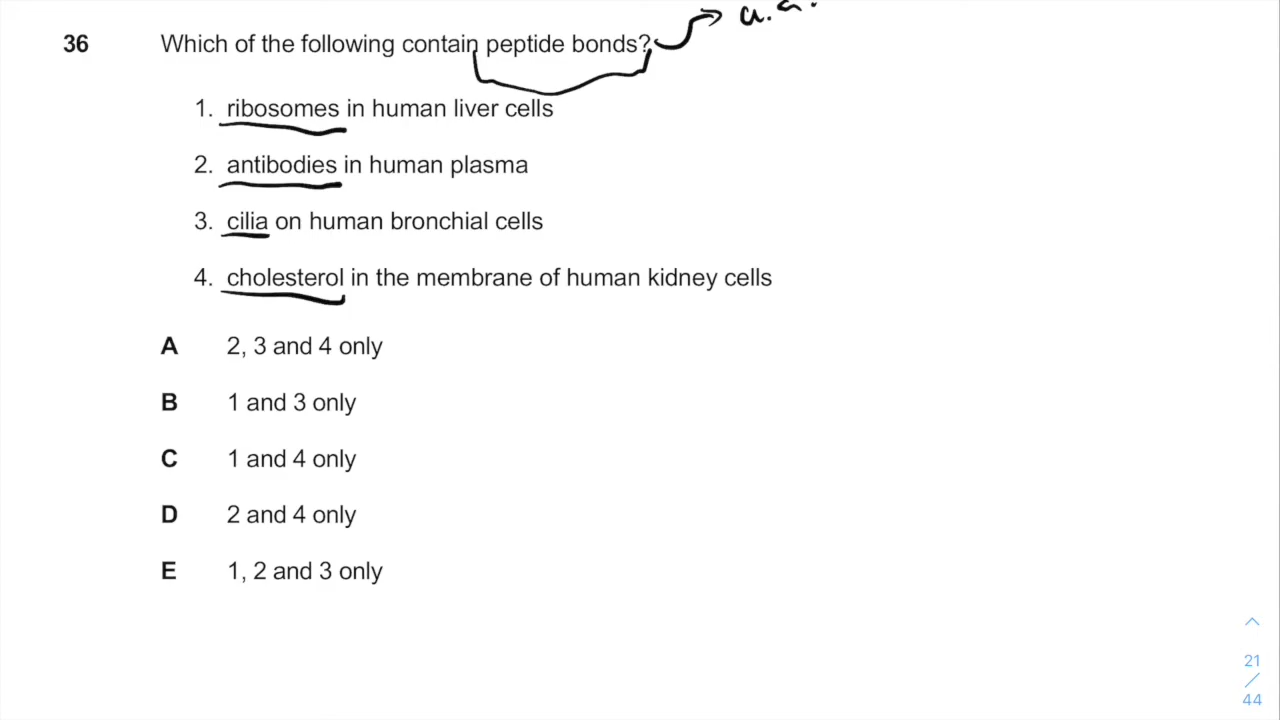 a.a.
36 Which of the following contain peptide bonds?
1. ribosomes in human liver cells
2. antibodies in human plasma
3. cilia on human bronchial cells
4. cholesterol in the membrane of human kidney cells
A 2, 3 and 4 only
B 1 and 3 only
C 1 and 4 only
D 2 and 4 only
E 1, 2 and 3 only
21
/
44